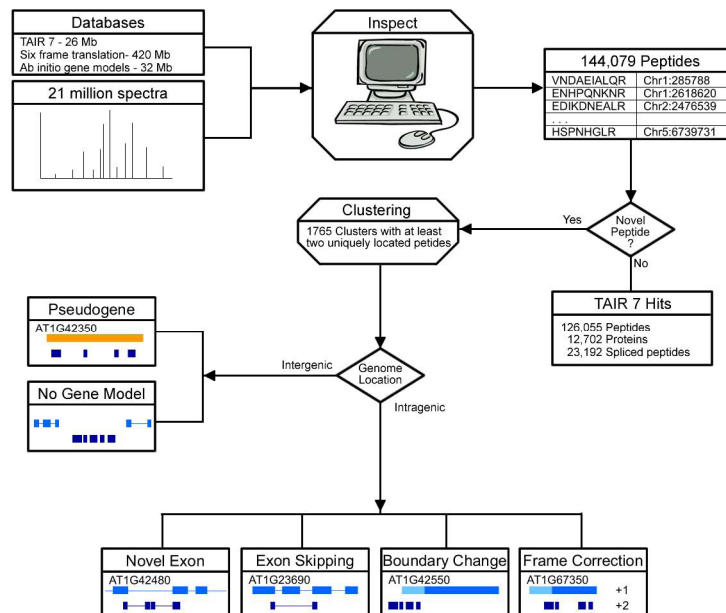 Databases
TAIR 7 - 26 Mb
Six frame translation- 420 Mb
Ab initio gene models - 32 Mb
21 million spectra
Inspect
144,079 Peptides
VNDAEIALQR Chr1:285788
ENHPQNKNR Chr1:2618620
EDIKDNEALR Chr2:2476539
. . .
HSPNHGLR Chr5:6739731
Novel
Peptide
?
Yes
No
Clustering
1765 Clusters with at least
two uniquely located petides
TAIR 7 Hits
126,055 Peptides
12,702 Proteins
23,192 Spliced peptides
Genome
Location
Intergenic
Intragenic
Pseudogene
AT1G42350
No Gene Model
Novel Exon
AT1G42480
Exon Skipping
AT1G23690
Boundary Change
AT1G42550
Frame Correction
AT1G67350
+1
+2